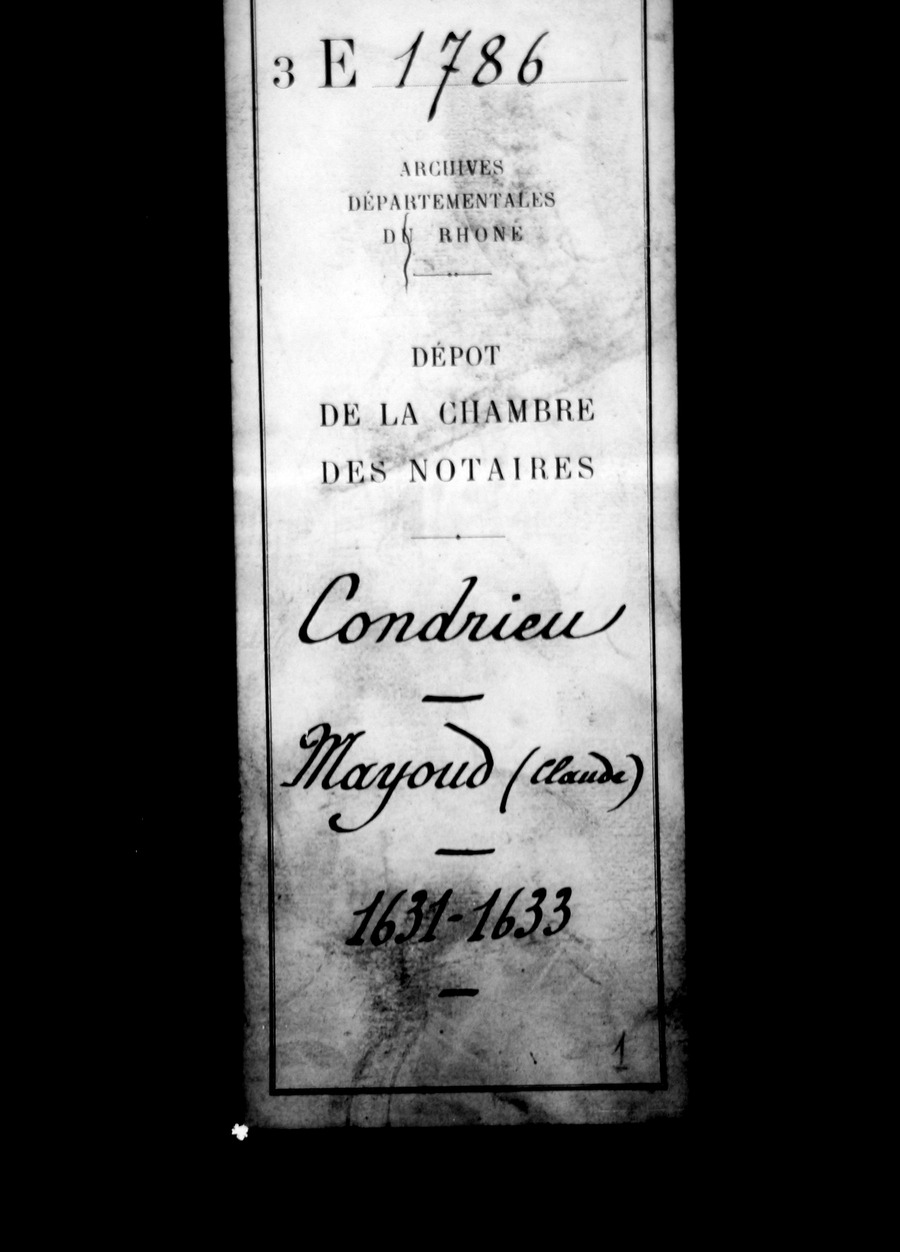 3 E 1786
ARCHIVES
DÉPARTEMENTALES
DU RHONE
DÉPOT
DE LA CHAMBRE
DES NOTAIRES
Condrieu
—
Mayoud (Claude)
—
1631-1633
—
1